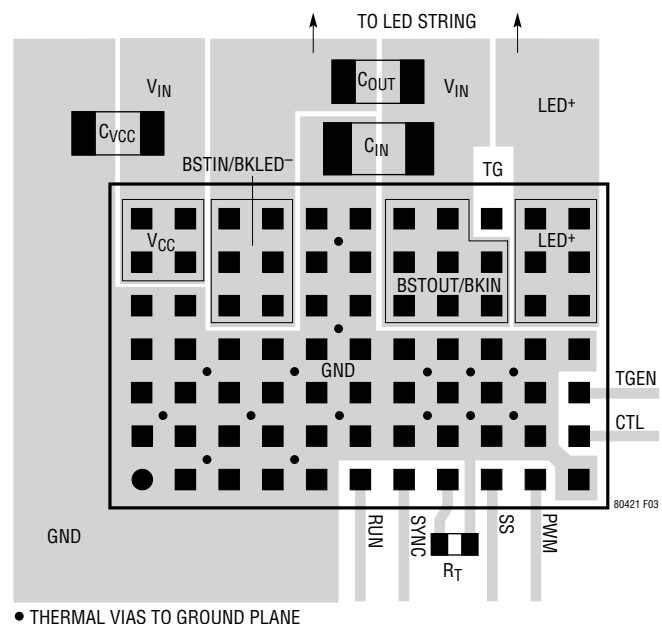 TO LED STRING
VIN
COUT
VIN
LED+
CVCC
CIN
BSTIN/BKLED–
TG
VCC
LED+
BSTOUT/BKIN
GND
TGEN
CTL
80421 F03
GND
RUN
SYNC
RT
SS
PWM
● THERMAL VIAS TO GROUND PLANE